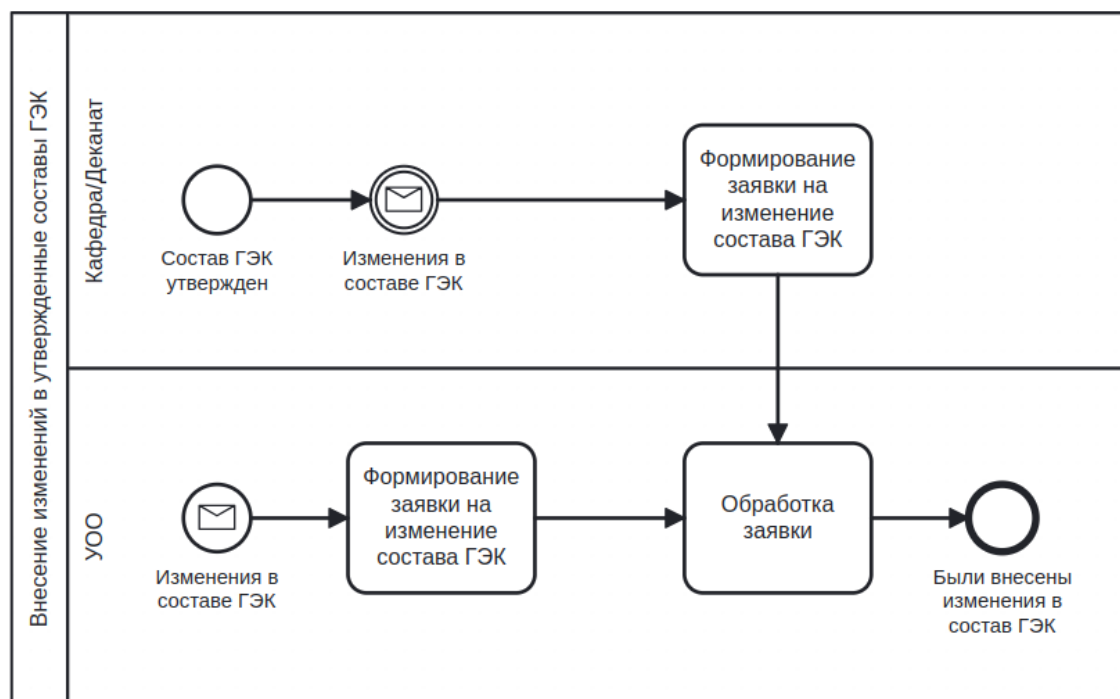 Внесение изменений в утвержденные составы ГЭК
Кафедра/Деканат
Состав ГЭК
утвержден
Изменения в
составе ГЭК
Формирование
заявки на
изменение
состава ГЭК
УОО
Изменения в
составе ГЭК
Формирование
заявки на
изменение
состава ГЭК
Обработка
заявки
Были внесены
изменения в
состав ГЭК